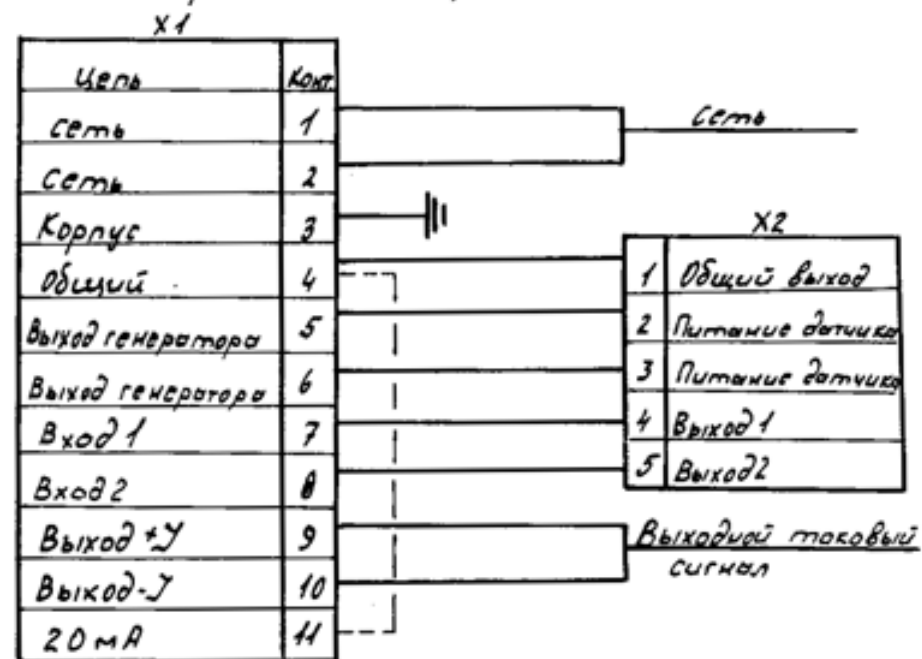 X1
Цепь Конт.
сеть 1
Сеть 2
Корпус 3
Общий 4
Выход генератора 5
Выход генератора 6
Вход 1 7
Вход 2 8
Выход +J 9
Выход-J 10
20 мА 11
Сеть
X2
1 Общий выход
2 Питание датчика
3 Питание датчика
4 Выход 1
5 Выход2
Выходной токовый
сигнал